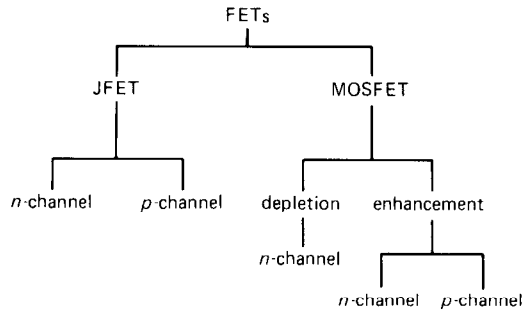 FETs
JFET MOSFET
n-channel p-channel depletion enhancement
n-channel
n-channel p-channel